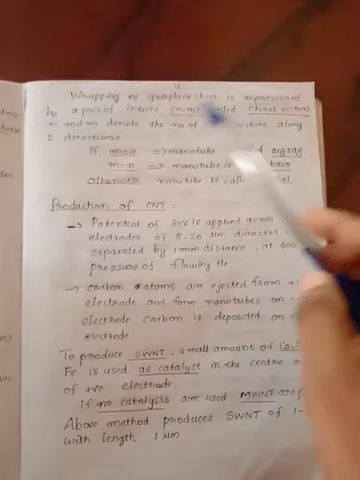 Wrapping of graphene sheet is represented
by a pair of indices (n,m) called chiral vectors
m and n denote the no of vectors along
2 directions
If m=0 => nanotube zigzag
m=n => nanotube is
otherwise nanotube is called
Production of CNT :
→ Potential of 30V is applied across
electrodes of 5-20 μm diameter
separated by 1mm distance, at 500
pressure of flowing He
→ carbon atoms are ejected from
electrode and form nanotubes on
electrode carbon is deposited on
electrode
To produce SWNT, small amount of Co,
Fe is used as catalyst in the centre
of +ve electrode
If no catalysts are used MWNT are
Above method produces SWNT of 1-
with length 1 μm